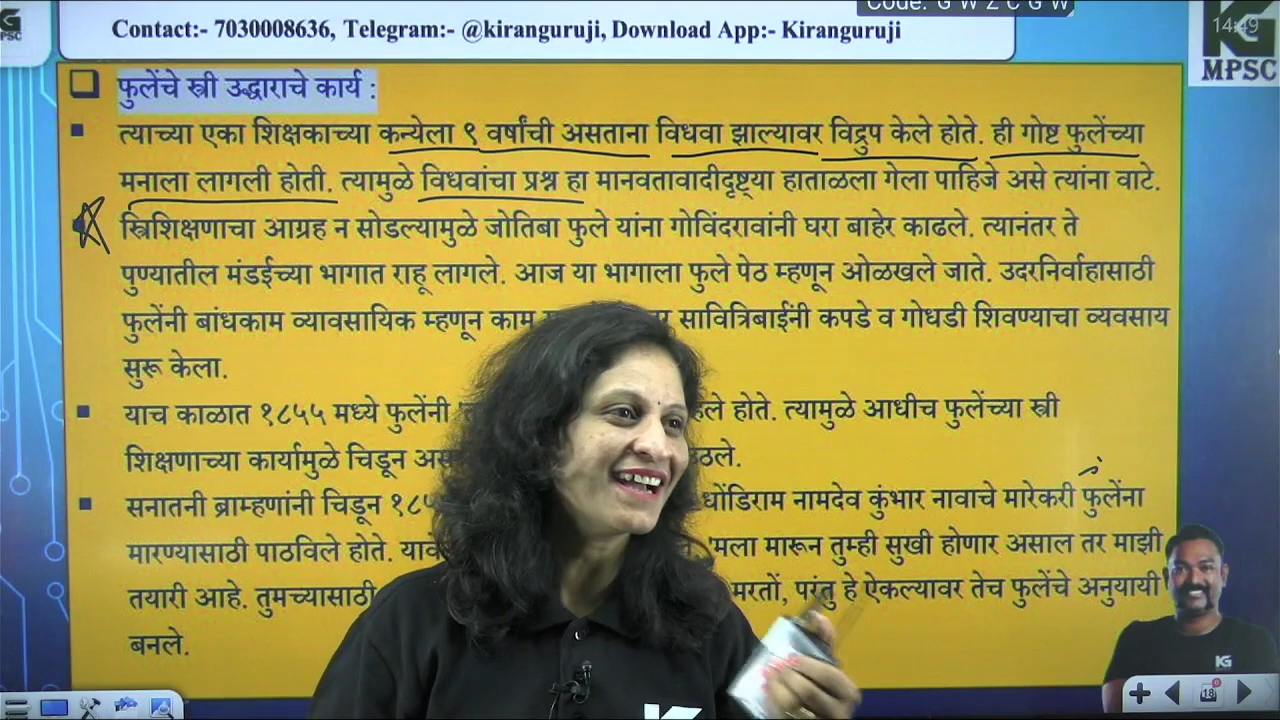 Code: G W Z C G W
Contact:- 7030008636, Telegram:- @kiranguruji, Download App:- Kiranguruji
14:49
KG
MPSC
फुलेंचे स्त्री उद्धाराचे कार्य :
त्याच्या एका शिक्षकाच्या कन्येला ९ वर्षांची असताना विधवा झाल्यावर विद्रुप केले होते. ही गोष्ट फुलेंच्या
मनाला लागली होती. त्यामुळे विधवांचा प्रश्न हा मानवतावादीदृष्ट्या हाताळला गेला पाहिजे असे त्यांना वाटे.
स्त्रिशिक्षणाचा आग्रह न सोडल्यामुळे जोतिबा फुले यांना गोविंदरावांनी घरा बाहेर काढले. त्यानंतर ते
पुण्यातील मंडईच्या भागात राहू लागले. आज या भागाला फुले पेठ म्हणून ओळखले जाते. उदरनिर्वाहासाठी
फुलेंनी बांधकाम व्यावसायिक म्हणून काम सावित्रिबाईंनी कपडे व गोधडी शिवण्याचा व्यवसाय
सुरू केला.
याच काळात १८५५ मध्ये फुलेंनी होते. त्यामुळे आधीच फुलेंच्या स्त्री
शिक्षणाच्या कार्यामुळे चिडून
सनातनी ब्राम्हणांनी चिडून धोंडिराम नामदेव कुंभार नावाचे मारेकरी फुलेंना
मारण्यासाठी पाठविले होते. 'मला मारून तुम्ही सुखी होणार असाल तर माझी
तयारी आहे. तुमच्यासाठी मरतों, परंतु हे ऐकल्यावर तेच फुलेंचे अनुयायी
बनले.
KG
18